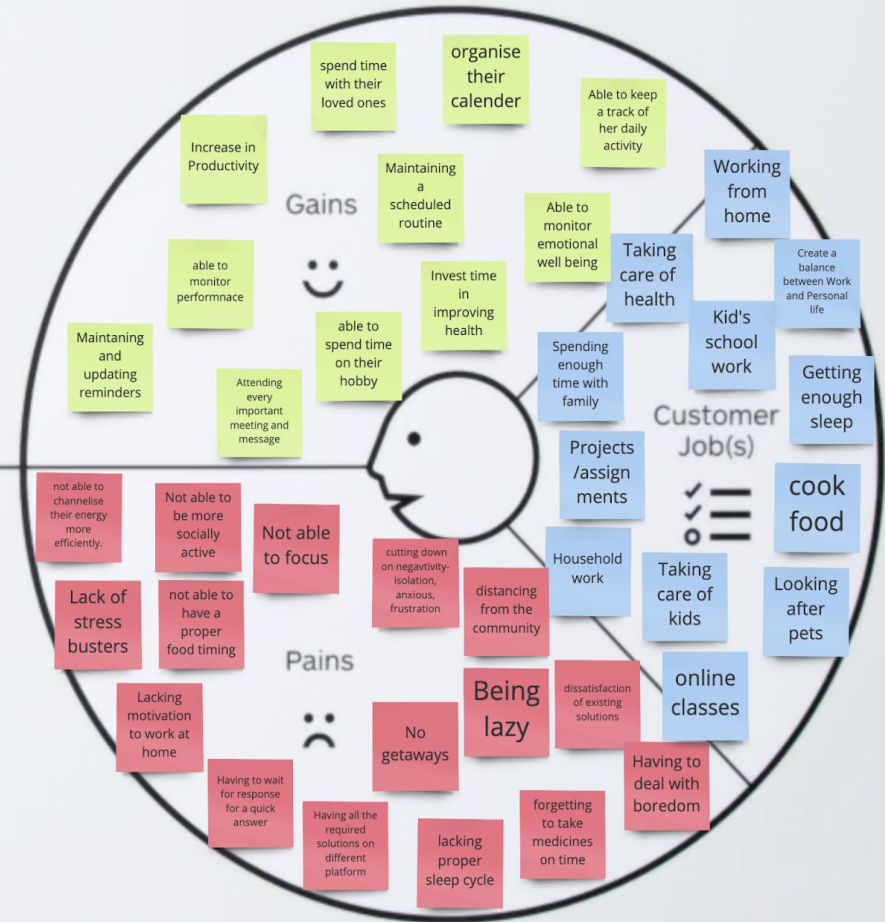 spend time
with their
loved ones
organise
their
calender
Able to keep
a track of
her daily
activity
Increase in
Productivity
Maintaining
a
scheduled
routine
Gains
Able to
monitor
emotional
well being
able to
monitor
performnace
Invest time
in
improving
health
Maintaning
and
updating
reminders
able to
spend time
on their
hobby
Attending
every
important
meeting and
message
Working
from
home
Taking
care of
health
Create a
balance
between Work
and Personal
life
Kid's
school
work
Spending
enough
time with
family
Getting
enough
sleep
Customer
Job(s)
Projects
/assign
ments
cook
food
Household
work
Taking
care of
kids
Looking
after
pets
online
classes
not able to
channelise
their energy
more
efficiently.
Not able to
be more
socially
active
Not able
to focus
cutting down
on negavtivity-
isolation,
anxious,
frustration
distancing
from the
community
Lack of
stress
busters
not able to
have a
proper
food timing
Pains
Being
lazy
dissatisfaction
of existing
solutions
Lacking
motivation
to work at
home
No
getaways
Having to
deal with
boredom
Having to wait
for response
for a quick
answer
Having all the
required
solutions on
different
platform
lacking
proper
sleep cycle
forgetting
to take
medicines
on time